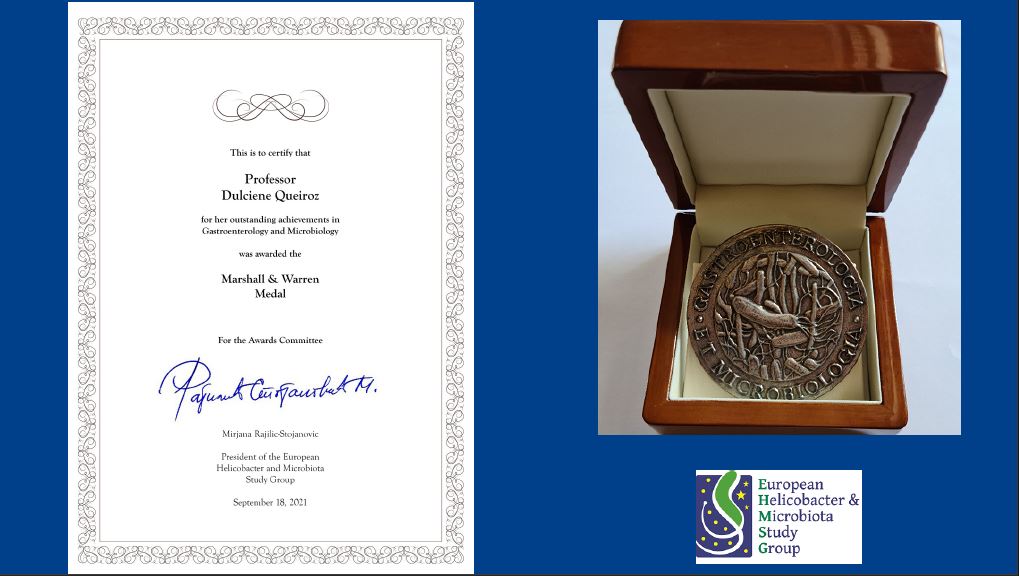 This is to certify that
Professor
Dulciene Queiroz
for her outstanding achievements in
Gastroenterology and Microbiology
was awarded the
Marshall & Warren
Medal
For the Awards Committee
Mirjana Rajilic-Stojanovic
President of the European
Helicobacter and Microbiota
Study Group
September 18, 2021
GASTROENTEROLOGIA
ET MICROBIOLOGIA
European
Helicobacter &
Microbiota
Study
Group